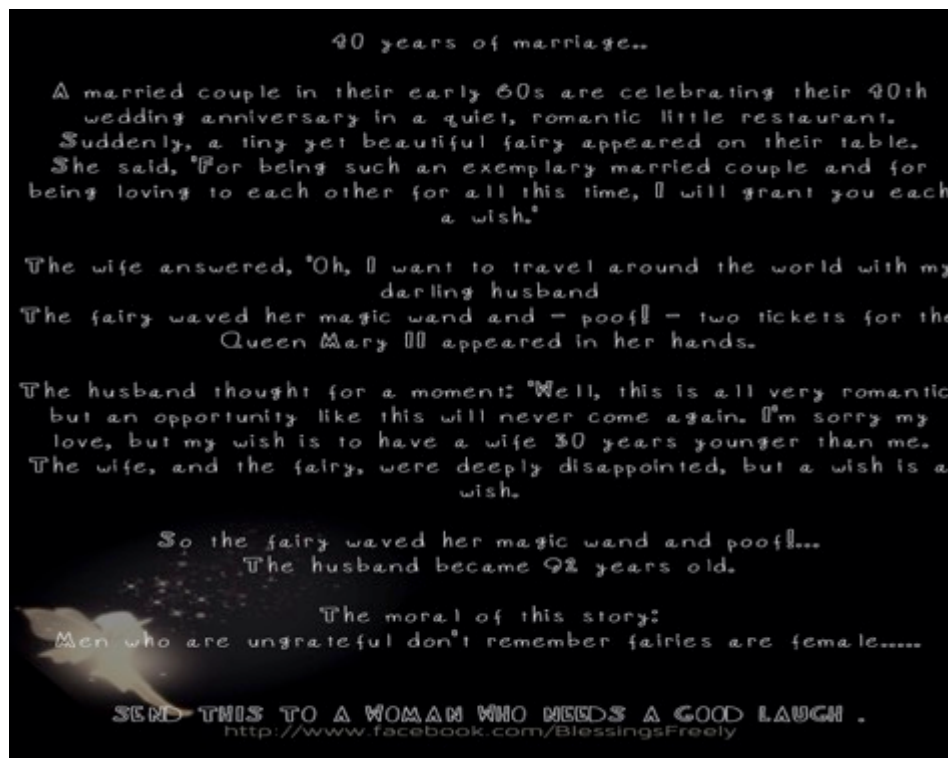 40 years of marriage..
A married couple in their early 60s are celebrating their 40th
wedding anniversary in a quiet, romantic little restaurant.
Suddenly, a tiny yet beautiful fairy appeared on their table.
She said, "For being such an exemplary married couple and for
being loving to each other for all this time, I will grant you each
a wish."
The wife answered, "Oh, I want to travel around the world with my
darling husband
The fairy waved her magic wand and - poof! - two tickets for the
Queen Mary II appeared in her hands.
The husband thought for a moment: "Well, this is all very romantic
but an opportunity like this will never come again. I'm sorry my
love, but my wish is to have a wife 30 years younger than me.
The wife, and the fairy, were deeply disappointed, but a wish is a
wish.
So the fairy waved her magic wand and poof!...
The husband became 92 years old.
The moral of this story:
Men who are ungrateful don't remember fairies are female.....
SEND THIS TO A WOMAN WHO NEEDS A GOOD LAUGH .
http://www.facebook.com/BlessingsFreely